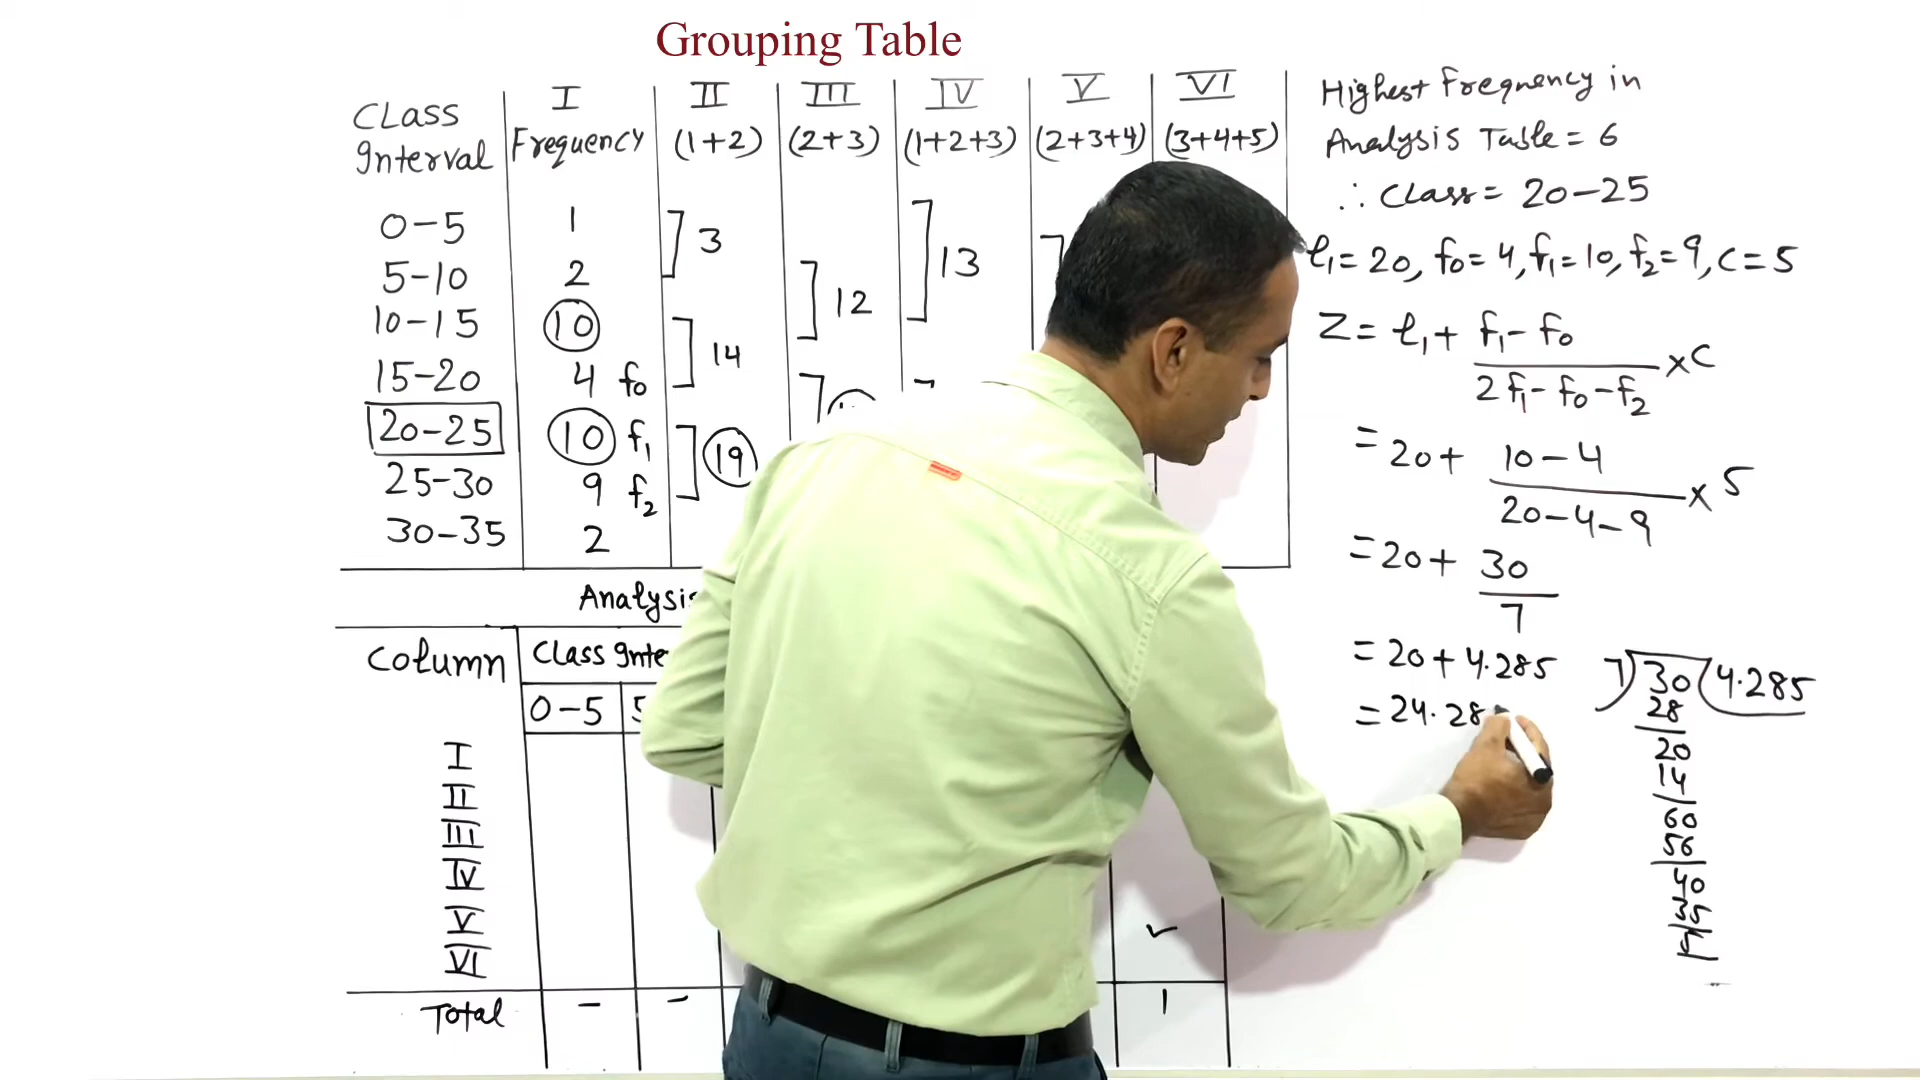 Grouping Table
CLass Interval
I Frequency
II (1+2)
III (2+3)
IV (1+2+3)
V (2+3+4)
VI (3+4+5)
0-5 1
5-10 2
10-15 10
15-20 4 f0
20-25 10 f1
25-30 9 f2
30-35 2
3
14
19
12
13
Analysis
Column
Class Inte
0-5 5
I
II
III
IV
V ✓
VI
Total - - 1
Highest Frequency in
Analysis Table = 6
∴ Class = 20-25
l1 = 20, f0 = 4, f1 = 10, f2 = 9, C = 5
Z = l1 + f1 - f0 / 2f1 - f0 - f2 × C
= 20 + 10 - 4 / 20 - 4 - 9 × 5
= 20 + 30 / 7
= 20 + 4.285
= 24.28
7 ) 30 ( 4.285
28
20
14
60
56
40
35
5